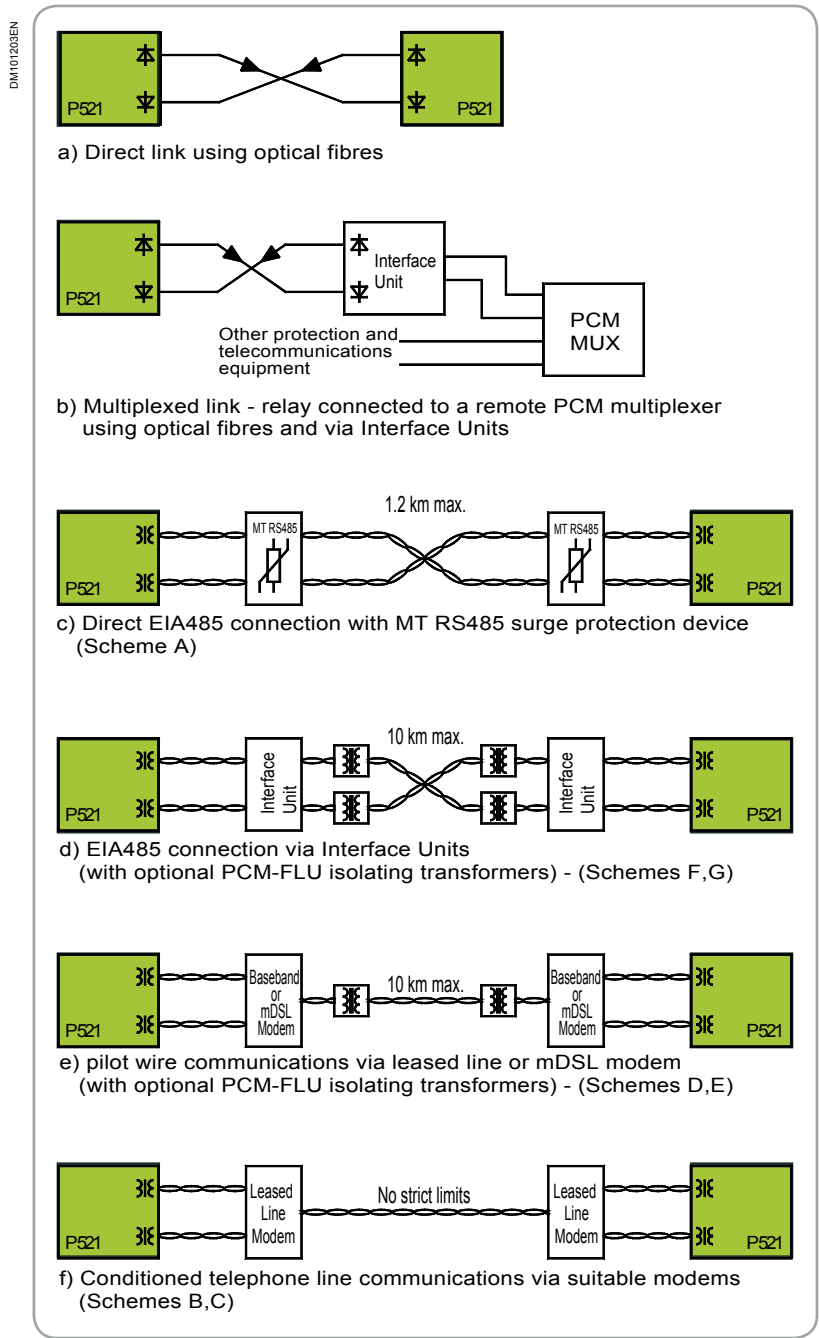 DM101203EN
P521
P521
a) Direct link using optical fibres
P521
Interface
Unit
PCM
MUX
Other protection and
telecommunications
equipment
b) Multiplexed link - relay connected to a remote PCM multiplexer
using optical fibres and via Interface Units
1.2 km max.
MT RS485
MT RS485
P521
P521
c) Direct EIA485 connection with MT RS485 surge protection device
(Scheme A)
10 km max.
Interface
Unit
Interface
Unit
P521
P521
d) EIA485 connection via Interface Units
(with optional PCM-FLU isolating transformers) - (Schemes F,G)
Baseband
or
mDSL
Modem
10 km max.
Baseband
or
mDSL
Modem
P521
P521
e) pilot wire communications via leased line or mDSL modem
(with optional PCM-FLU isolating transformers) - (Schemes D,E)
Leased
Line
Modem
No strict limits
Leased
Line
Modem
P521
P521
f) Conditioned telephone line communications via suitable modems
(Schemes B,C)